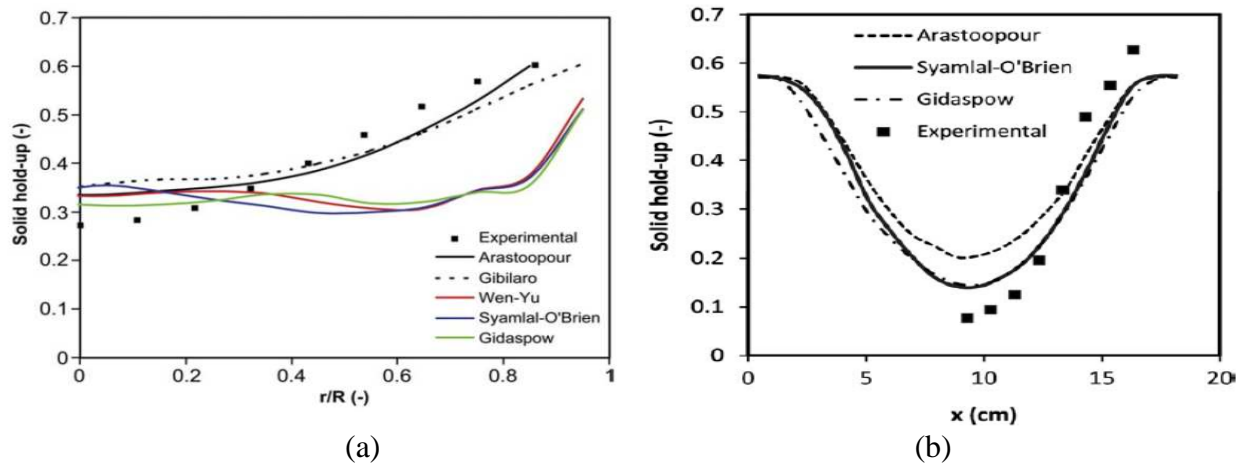 0.7
0.6
0.5
0.4
0.3
0.2
0.1
0
Solid hold-up (-)
Experimental
Arastoopour
Gibilaro
Wen-Yu
Syamlal-O'Brien
Gidaspow
0 0.2 0.4 0.6 0.8 1
r/R (-)
(a)
0.7
0.6
0.5
0.4
0.3
0.2
0.1
0
Solid hold-up (-)
Arastoopour
Syamlal-O'Brien
Gidaspow
Experimental
0 5 10 15 20
x (cm)
(b)